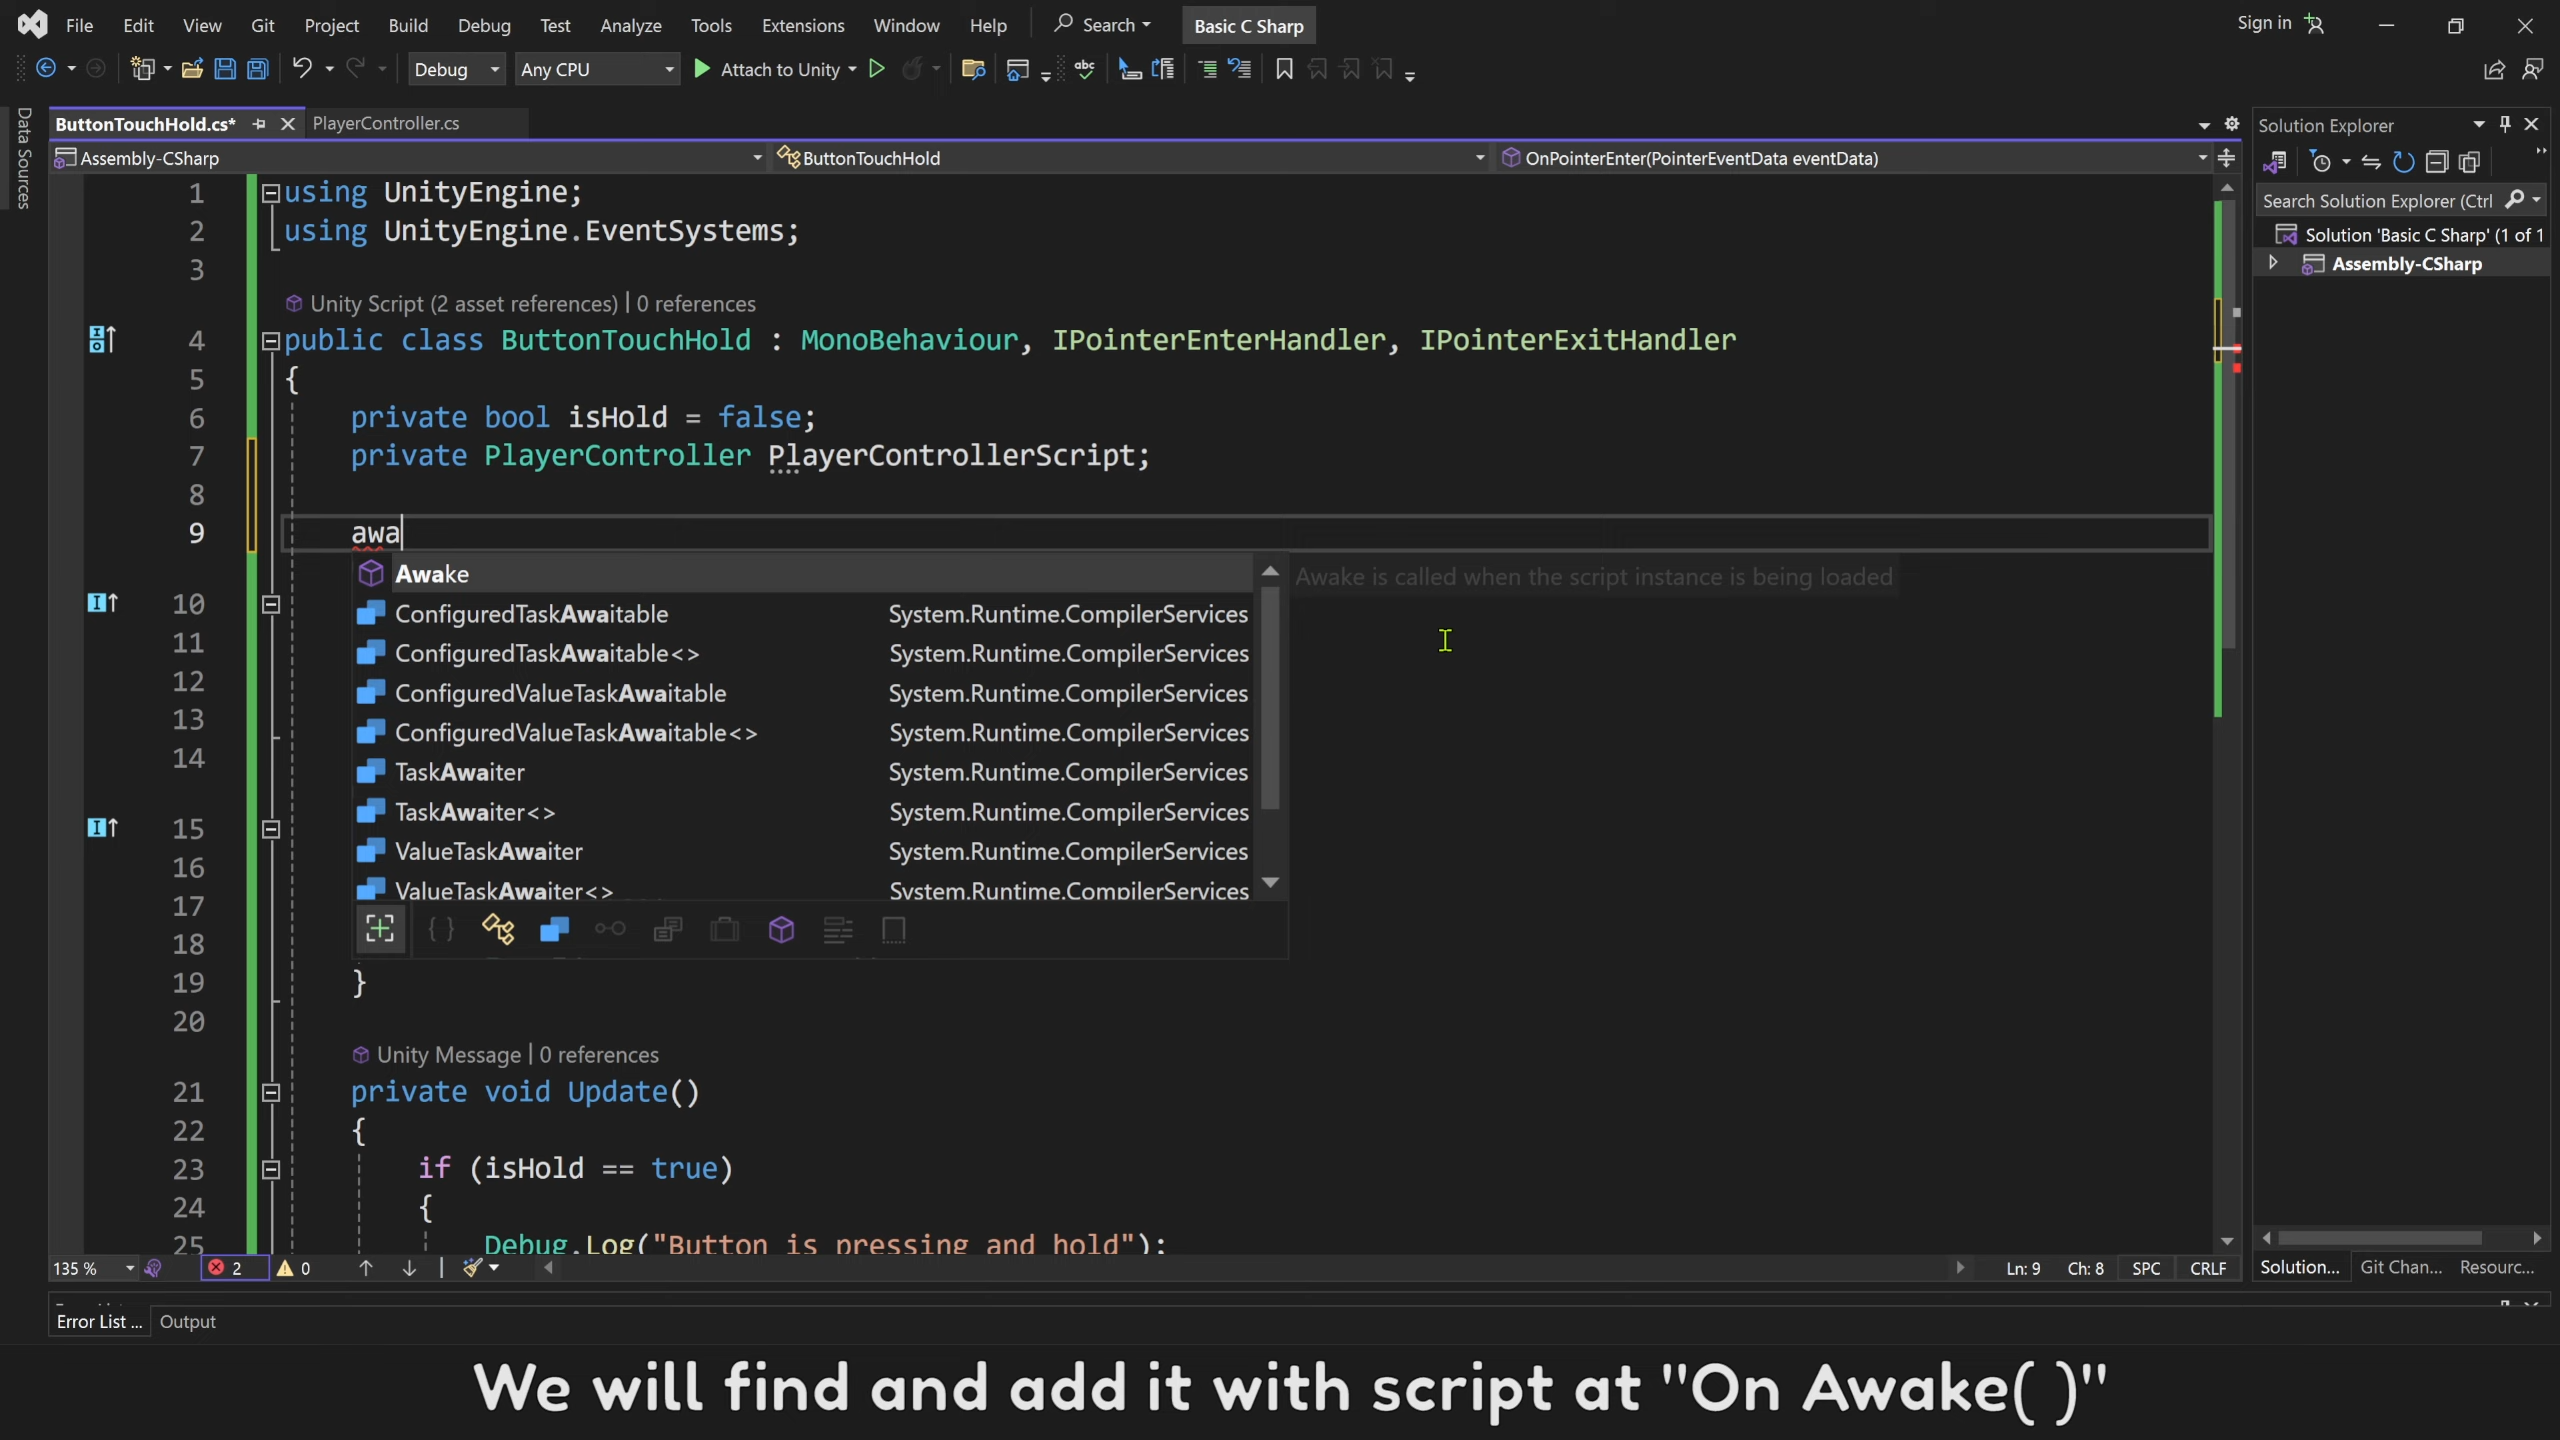 File Edit View Git Project Build Debug Test Analyze Tools Extensions Window Help Search Basic C Sharp Sign in
Debug Any CPU Attach to Unity
Data Sources
ButtonTouchHold.cs* PlayerController.cs
Assembly-CSharp ButtonTouchHold OnPointerEnter(PointerEventData eventData)
1 using UnityEngine;
2 using UnityEngine.EventSystems;
3
Unity Script (2 asset references) | 0 references
4 public class ButtonTouchHold : MonoBehaviour, IPointerEnterHandler, IPointerExitHandler
5 {
6 private bool isHold = false;
7 private PlayerController PlayerControllerScript;
8
9 awa
Awake
Awake is called when the script instance is being loaded
ConfiguredTaskAwaitable System.Runtime.CompilerServices
ConfiguredTaskAwaitable<> System.Runtime.CompilerServices
ConfiguredValueTaskAwaitable System.Runtime.CompilerServices
ConfiguredValueTaskAwaitable<> System.Runtime.CompilerServices
TaskAwaiter System.Runtime.CompilerServices
TaskAwaiter<> System.Runtime.CompilerServices
ValueTaskAwaiter System.Runtime.CompilerServices
ValueTaskAwaiter<> System.Runtime.CompilerServices
10
11
12
13
14
15
16
17
18
19 }
20
Unity Message | 0 references
21 private void Update()
22 {
23 if (isHold == true)
24 {
25 Debug.Log("Button is pressing and hold");
135 % 2 0 Ln: 9 Ch: 8 SPC CRLF
Error List ... Output
Solution Explorer
Search Solution Explorer (Ctrl
Solution 'Basic C Sharp' (1 of 1
Assembly-CSharp
Solution... Git Chan... Resourc...
We will find and add it with script at "On Awake( )"